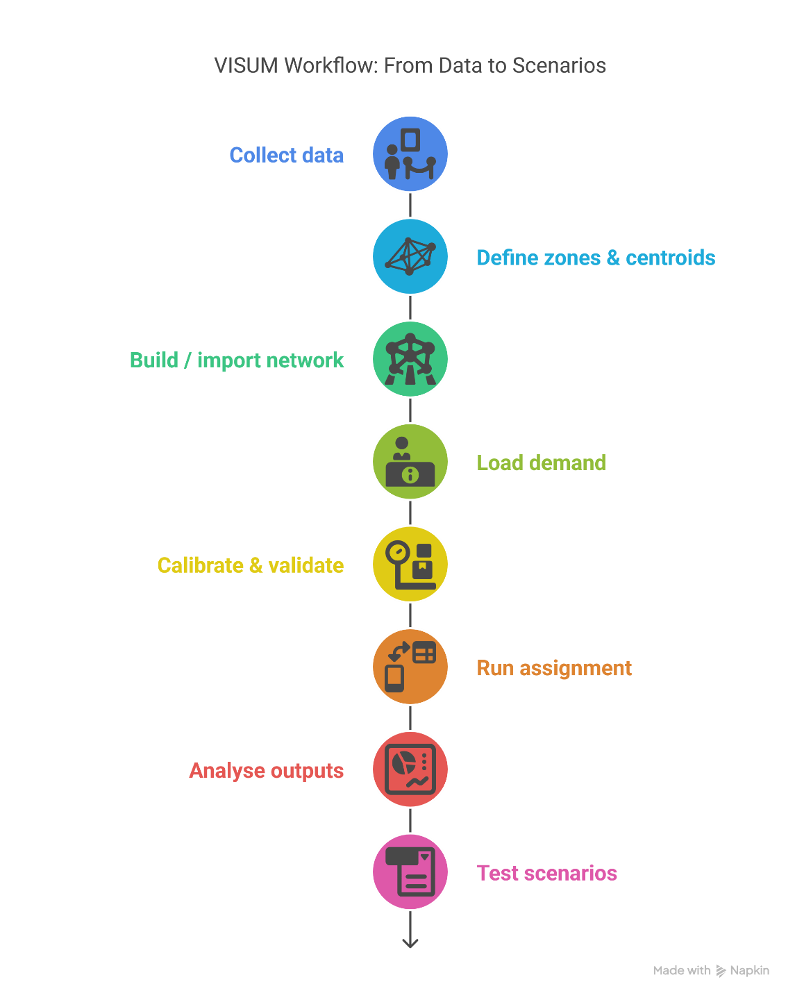 VISUM Workflow: From Data to Scenarios
Collect data
Define zones & centroids
Build / import network
Load demand
Calibrate & validate
Run assignment
Analyse outputs
Test scenarios
Made with Napkin